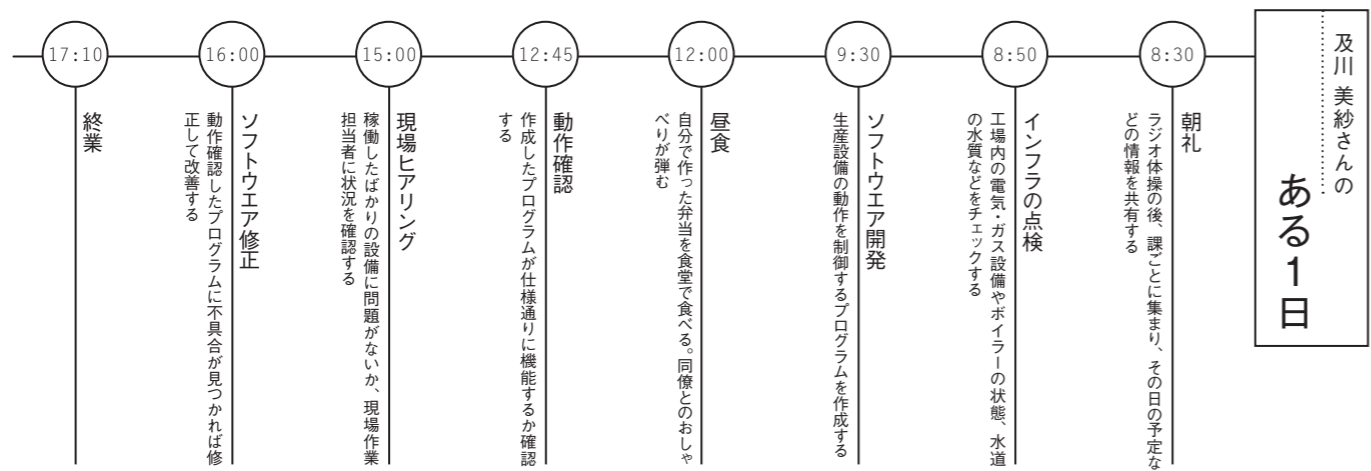 及川 美紗さんの
ある1日
8:30
朝礼
ラジオ体操の後、課ごとに集まり、その日の予定な
どの情報を共有する
8:50
インフラの点検
工場内の電気・ガス設備やボイラーの状態、水道
の水質などをチェックする
9:30
ソフトウエア開発
生産設備の動作を制御するプログラムを作成する
12:00
昼食
自分で作った弁当を食堂で食べる。同僚とのおしゃ
べりが弾む
12:45
動作確認
作成したプログラムが仕様通りに機能するか確認
する
15:00
現場ヒアリング
稼働したばかりの設備に問題がないか、現場作業
担当者に状況を確認する
16:00
ソフトウエア修正
動作確認したプログラムに不具合が見つかれば修
正して改善する
17:10
終業